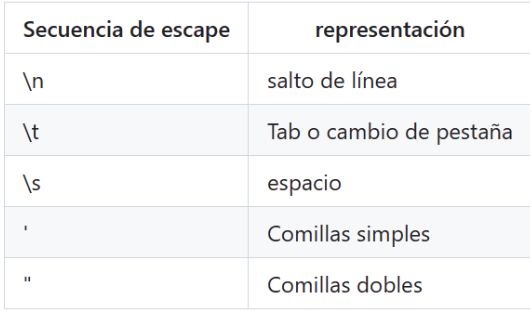 Secuencia de escape representación
\n salto de línea
\t Tab o cambio de pestaña
\s espacio
' Comillas simples
" Comillas dobles